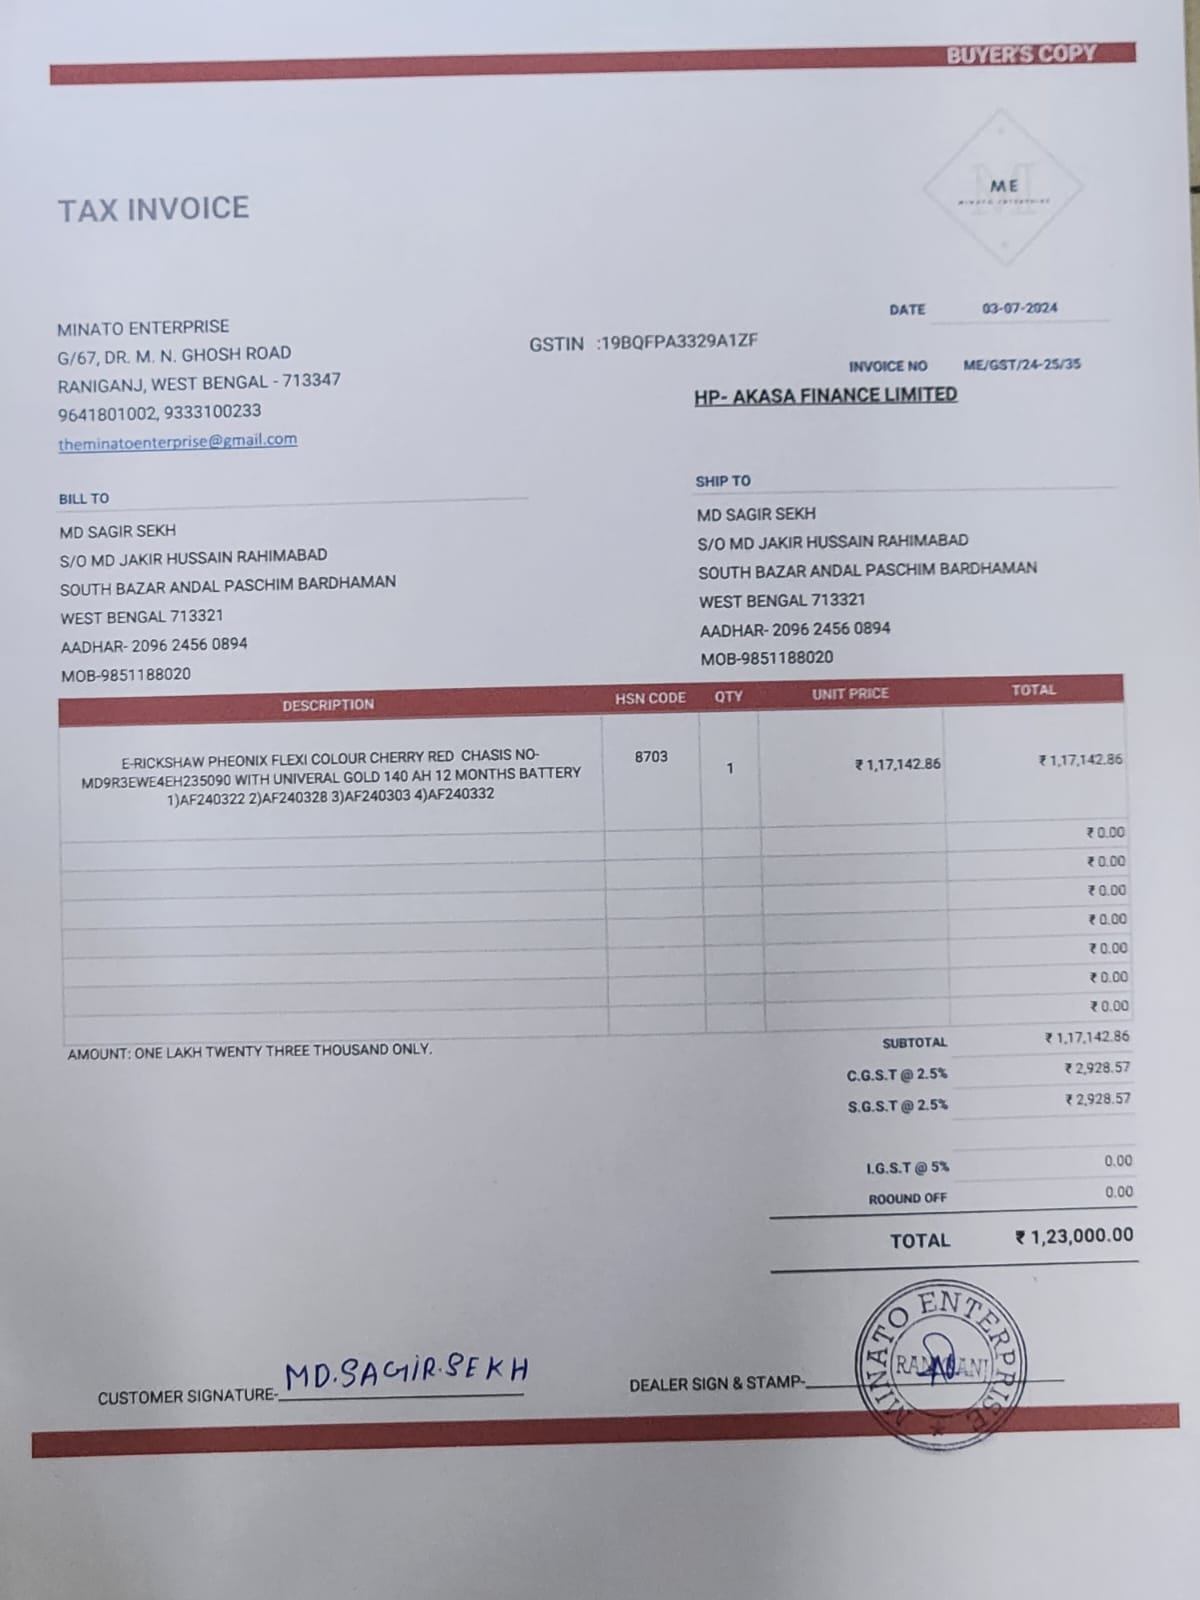 BUYER'S COPY
ME
MINATO ENTERPRISE
TAX INVOICE
DATE 03-07-2024
MINATO ENTERPRISE
GSTIN :19BQFPA3329A1ZF
G/67, DR. M. N. GHOSH ROAD
INVOICE NO ME/GST/24-25/35
RANIGANJ, WEST BENGAL - 713347
HP- AKASA FINANCE LIMITED
9641801002, 9333100233
theminatoenterprise@gmail.com
BILL TO
MD SAGIR SEKH
S/O MD JAKIR HUSSAIN RAHIMABAD
SOUTH BAZAR ANDAL PASCHIM BARDHAMAN
WEST BENGAL 713321
AADHAR- 2096 2456 0894
MOB-9851188020
SHIP TO
MD SAGIR SEKH
S/O MD JAKIR HUSSAIN RAHIMABAD
SOUTH BAZAR ANDAL PASCHIM BARDHAMAN
WEST BENGAL 713321
AADHAR- 2096 2456 0894
MOB-9851188020
DESCRIPTION HSN CODE QTY UNIT PRICE TOTAL
E-RICKSHAW PHEONIX FLEXI COLOUR CHERRY RED CHASIS NO-
MD9R3EWE4EH235090 WITH UNIVERAL GOLD 140 AH 12 MONTHS BATTERY
1)AF240322 2)AF240328 3)AF240303 4)AF240332
8703 1 ₹ 1,17,142.86 ₹ 1,17,142.86
₹ 0.00
₹ 0.00
₹ 0.00
₹ 0.00
₹ 0.00
₹ 0.00
₹ 0.00
AMOUNT: ONE LAKH TWENTY THREE THOUSAND ONLY.
SUBTOTAL ₹ 1,17,142.86
C.G.S.T @ 2.5% ₹ 2,928.57
S.G.S.T @ 2.5% ₹ 2,928.57
I.G.S.T @ 5% 0.00
ROOUND OFF 0.00
TOTAL ₹ 1,23,000.00
CUSTOMER SIGNATURE- MD.SAGIR.SEKH
DEALER SIGN & STAMP-
MINATO ENTERPRISE